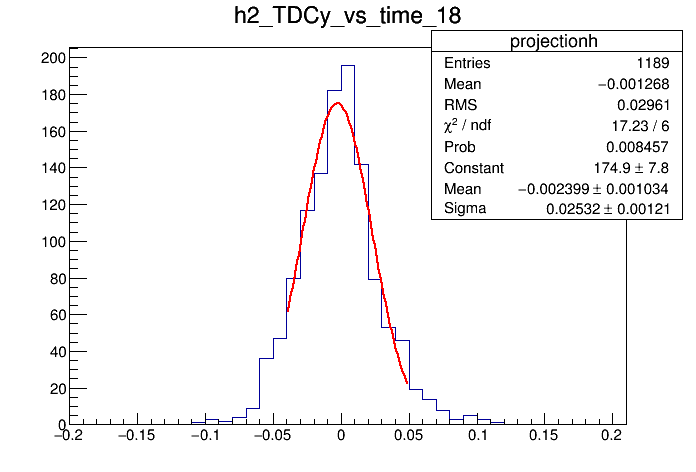 h2_TDCy_vs_time_18
projectionh
Entries 1189
Mean −0.001268
RMS 0.02961
χ² / ndf 17.23 / 6
Prob 0.008457
Constant 174.9 ± 7.8
Mean −0.002399 ± 0.001034
Sigma 0.02532 ± 0.00121
200
180
160
140
120
100
80
60
40
20
0
−0.2 −0.15 −0.1 −0.05 0 0.05 0.1 0.15 0.2